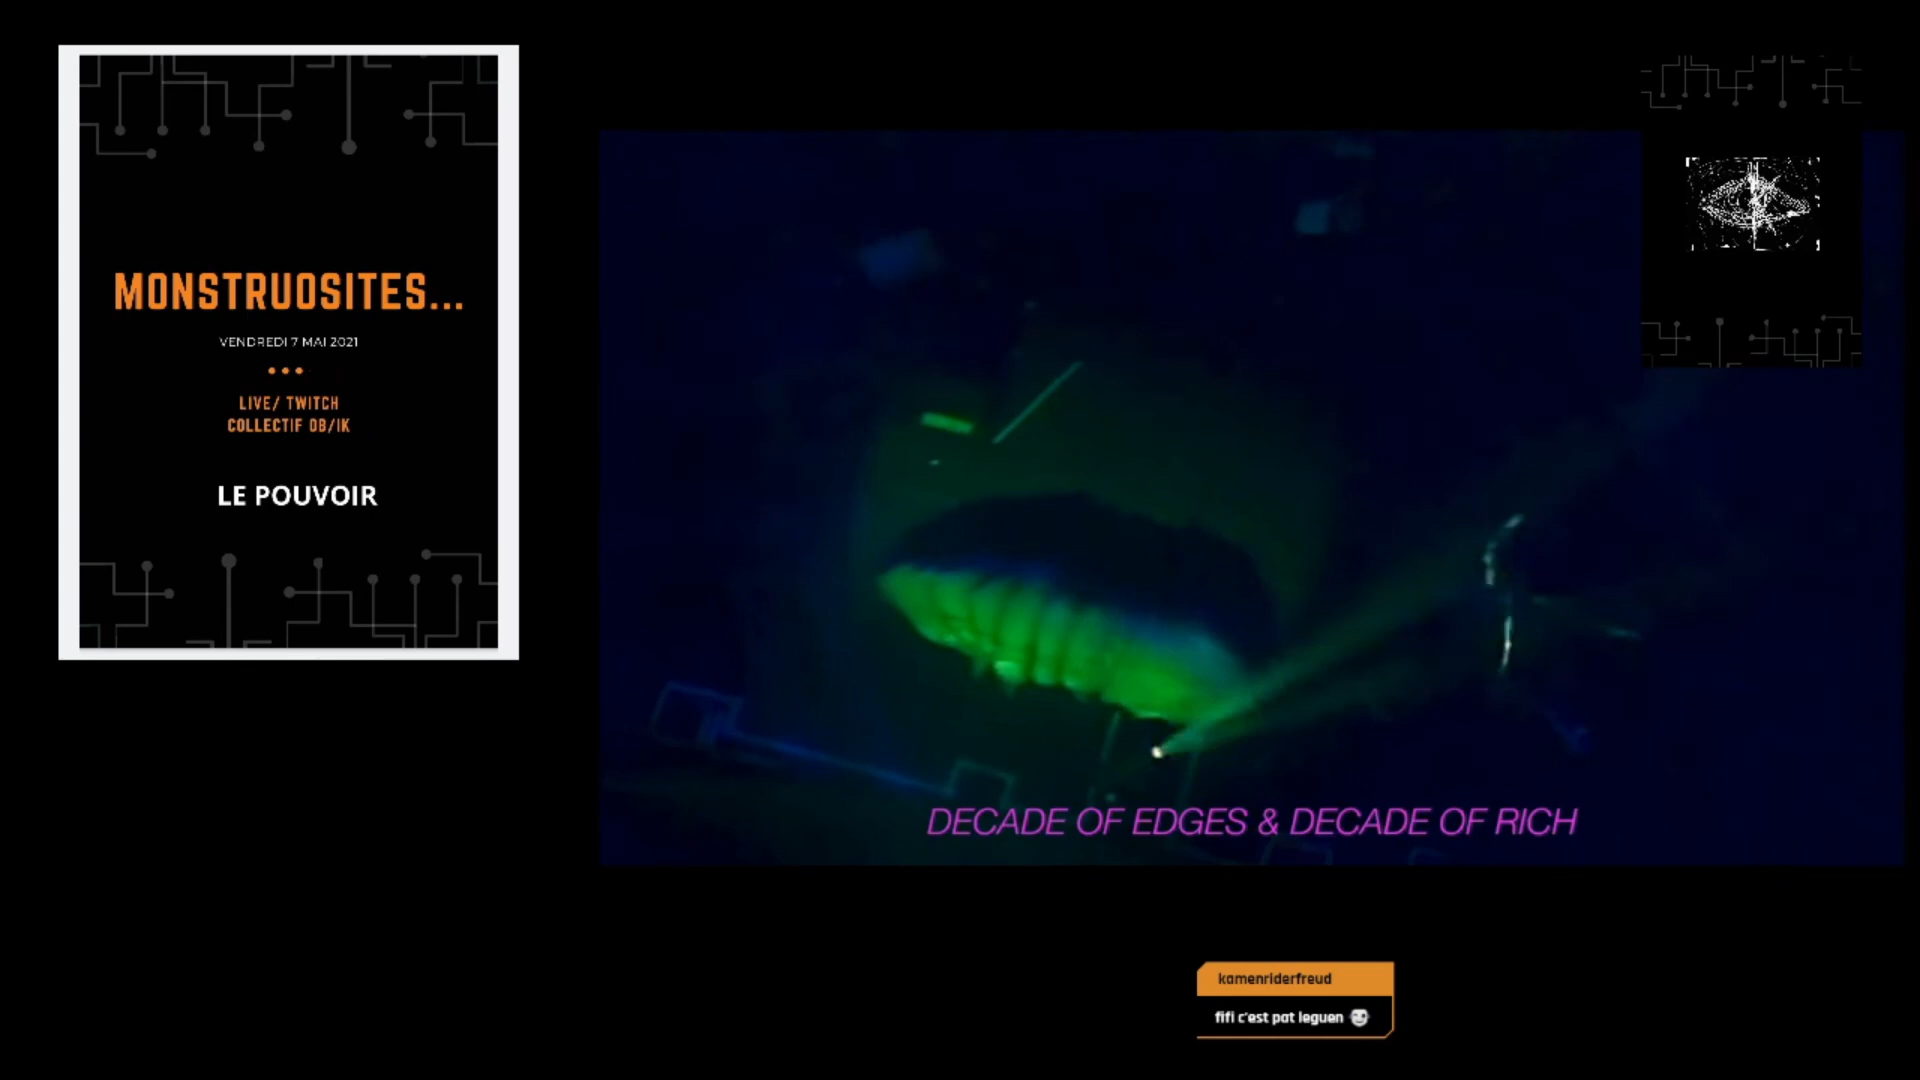 MONSTRUOSITES...
VENDREDI 7 MAI 2021
LIVE/ TWITCH
COLLECTIF OB/IK
LE POUVOIR
DECADE OF EDGES & DECADE OF RICH
kamenriderfreud
fifi c'est pat leguen